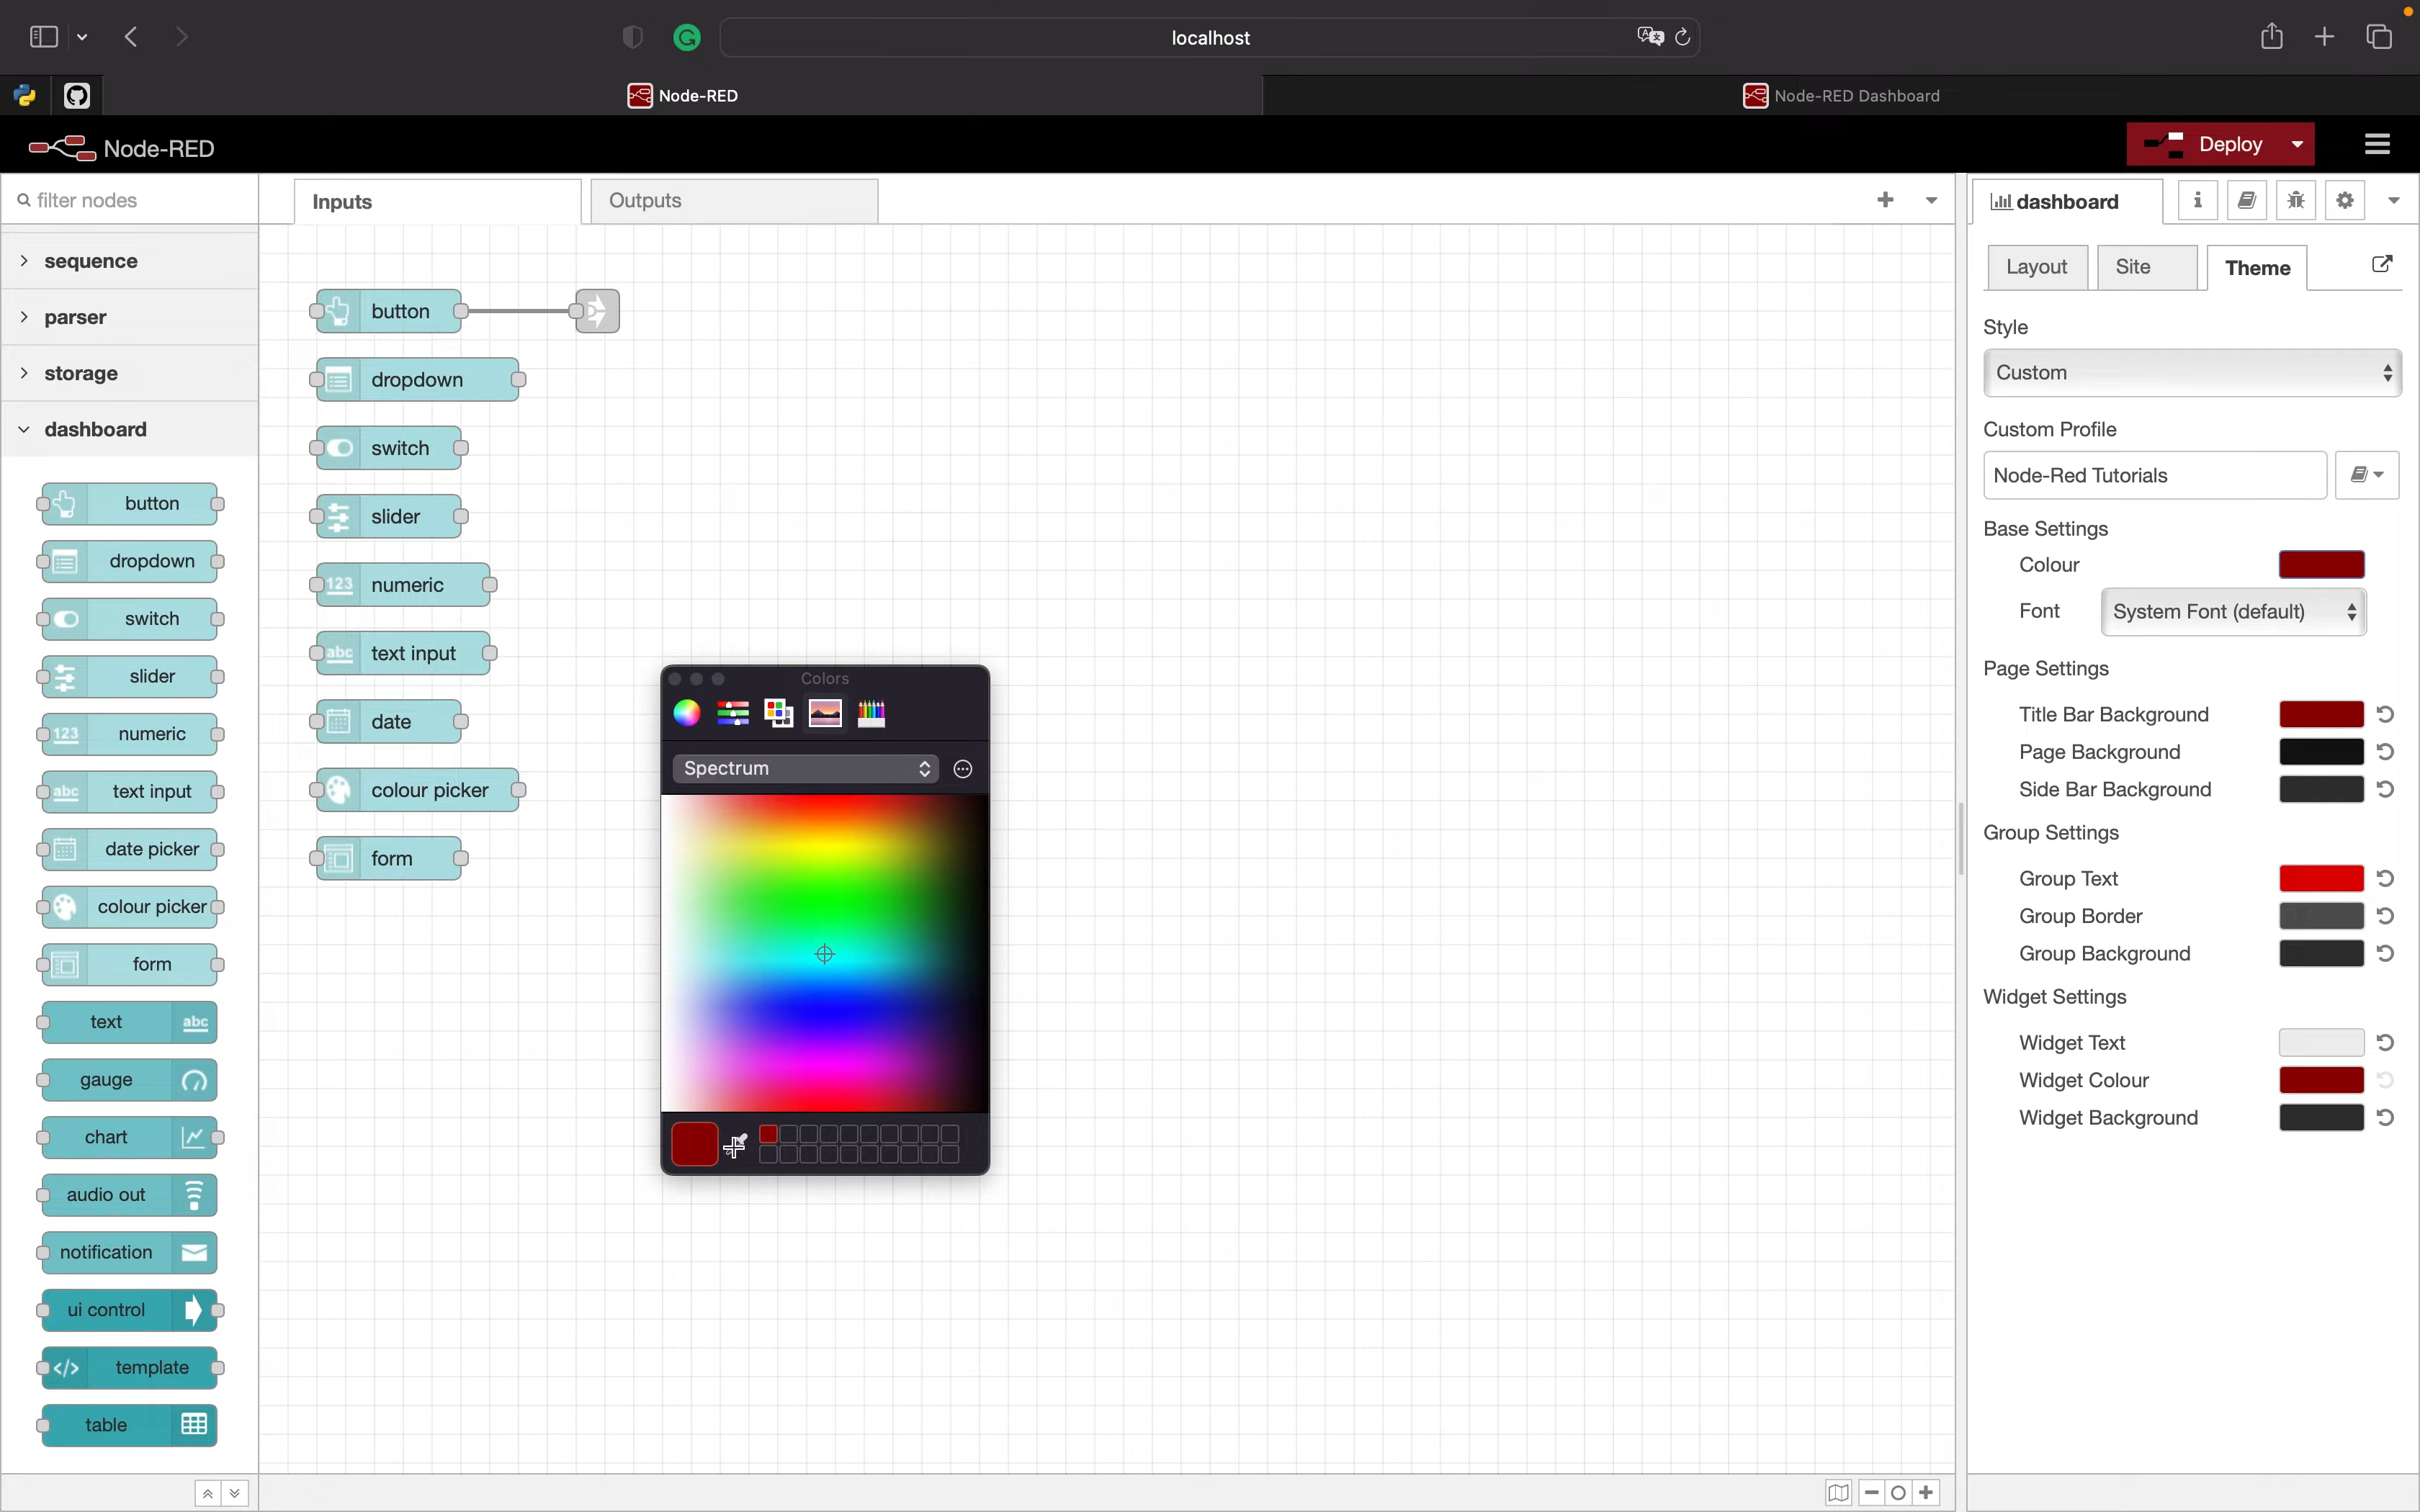 localhost
Node-RED
Node-RED Dashboard
Node-RED
Deploy
filter nodes
Inputs
Outputs
dashboard
sequence
parser
storage
dashboard
button
dropdown
switch
slider
123 numeric
abc text input
date picker
colour picker
form
text abc
gauge
chart
audio out
notification
ui control
</> template
table
button
dropdown
switch
slider
123 numeric
abc text input
date
colour picker
form
Colors
Spectrum
Layout
Site
Theme
Style
Custom
Custom Profile
Node-Red Tutorials
Base Settings
Colour
Font System Font (default)
Page Settings
Title Bar Background
Page Background
Side Bar Background
Group Settings
Group Text
Group Border
Group Background
Widget Settings
Widget Text
Widget Colour
Widget Background